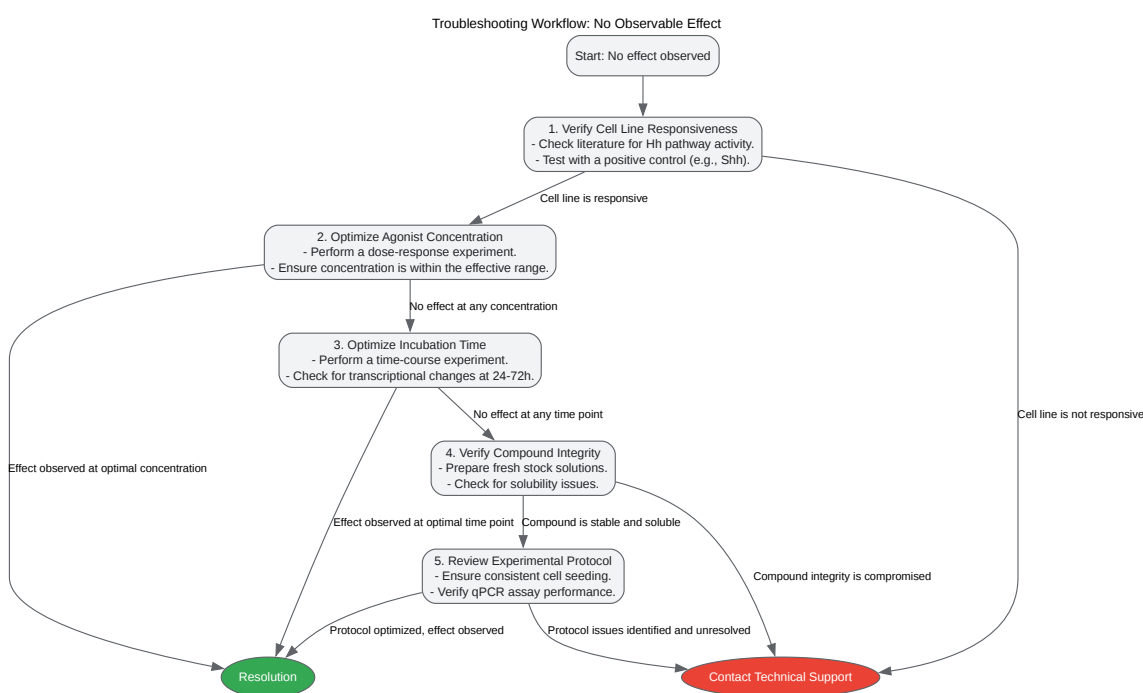 Troubleshooting Workflow: No Observable Effect
Start: No effect observed
1. Verify Cell Line Responsiveness
- Check literature for Hh pathway activity.
- Test with a positive control (e.g., Shh).
Cell line is responsive
2. Optimize Agonist Concentration
- Perform a dose-response experiment.
- Ensure concentration is within the effective range.
No effect at any concentration
3. Optimize Incubation Time
- Perform a time-course experiment.
- Check for transcriptional changes at 24-72h.
No effect at any time point
Cell line is not responsive
4. Verify Compound Integrity
- Prepare fresh stock solutions.
- Check for solubility issues.
Effect observed at optimal concentration
Effect observed at optimal time point
Compound is stable and soluble
5. Review Experimental Protocol
- Ensure consistent cell seeding.
- Verify qPCR assay performance.
Compound integrity is compromised
Protocol optimized, effect observed
Protocol issues identified and unresolved
Resolution
Contact Technical Support